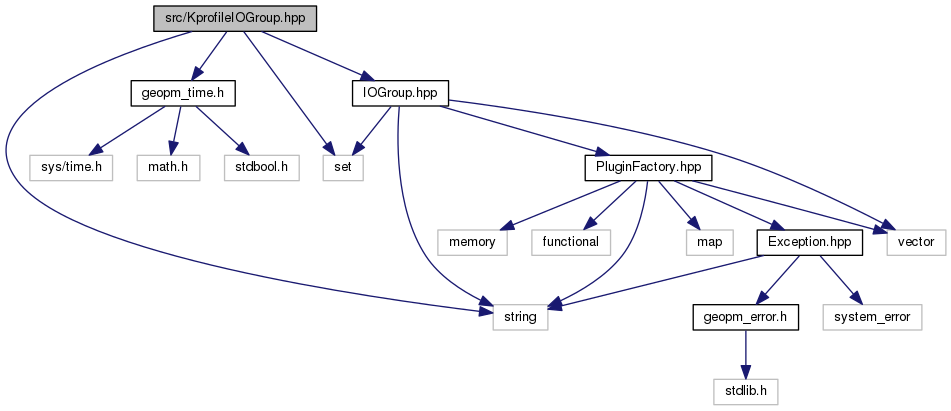 src/KprofileIOGroup.hpp
geopm_time.h
IOGroup.hpp
sys/time.h
math.h
stdbool.h
set
PluginFactory.hpp
memory
functional
map
Exception.hpp
vector
string
geopm_error.h
system_error
stdlib.h